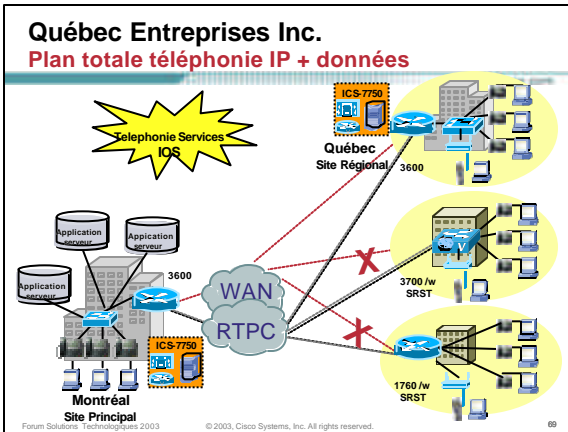 Québec Entreprises Inc.
Plan totale téléphonie IP + données
Telephonie Services
IOS
ICS-7750
Québec
Site Régional
3600
Application
serveur
Application
serveur
Application
serveur
3600
WAN
RTPC
3700 /w
SRST
ICS-7750
1760 /w
SRST
Montréal
Site Principal
Forum Solutions Technologiques 2003
© 2003, Cisco Systems, Inc. All rights reserved.
69